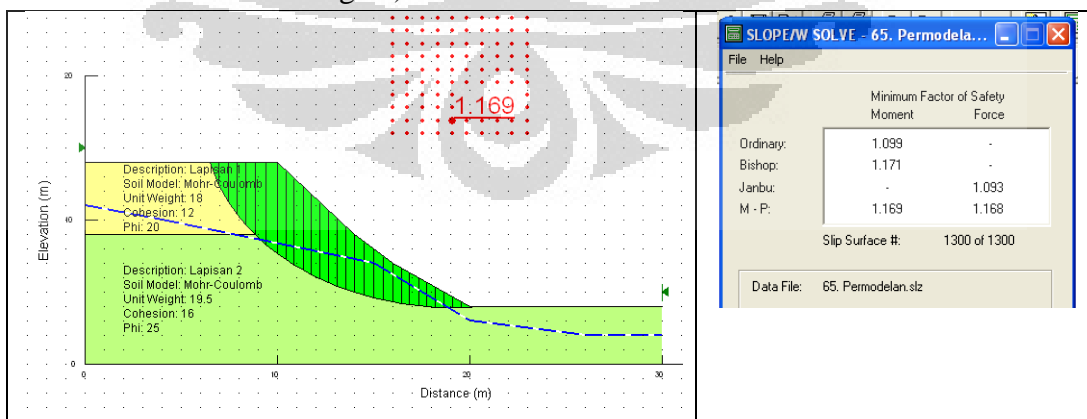 20
1.169
Description: Lapisan 1
Soil Model: Mohr-Coulomb
Unit Weight: 18
Cohesion: 12
Phi: 20
10
Elevation (m)
Description: Lapisan 2
Soil Model: Mohr-Coulomb
Unit Weight: 19.5
Cohesion: 16
Phi: 25
0
0 10 20 30
Distance (m)
SLOPE/W SOLVE - 65. Permodela...
File Help
Minimum Factor of Safety
Moment Force
Ordinary: 1.099 -
Bishop: 1.171 -
Janbu: - 1.093
M - P: 1.169 1.168
Slip Surface #: 1300 of 1300
Data File: 65. Permodelan.slz